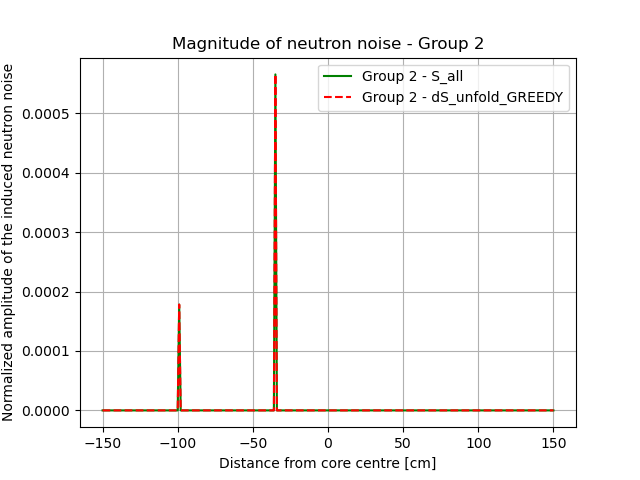 Magnitude of neutron noise - Group 2
Normalized amplitude of the induced neutron noise
Group 2 - S_all
Group 2 - dS_unfold_GREEDY
0.0005
0.0004
0.0003
0.0002
0.0001
0.0000
−150 −100 −50 0 50 100 150
Distance from core centre [cm]